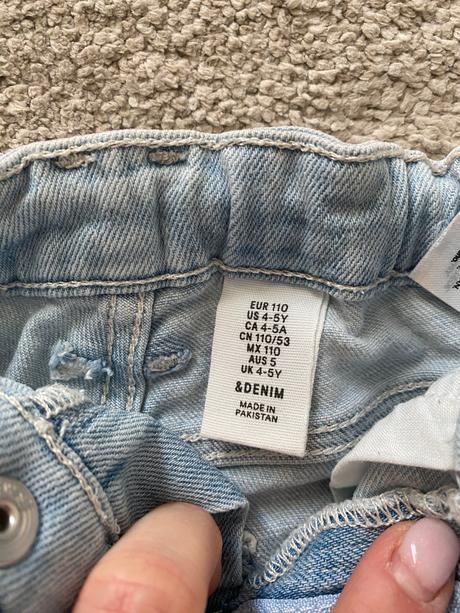 EUR 110
US 4-5Y
CA 4-5A
CN 110/53
MX 110
AUS 5
UK 4-5Y
&DENIM
MADE IN
PAKISTAN